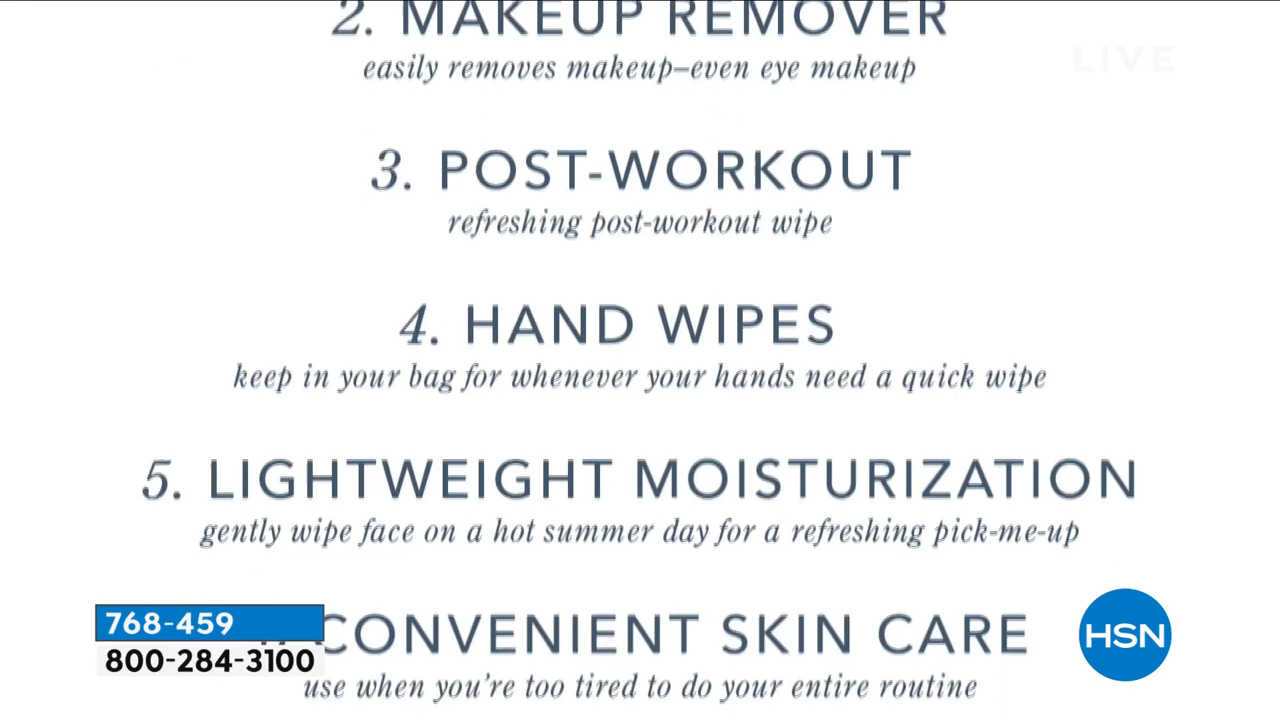 2. MAKEUP REMOVER
easily removes makeup–even eye makeup
LIVE
3. POST-WORKOUT
refreshing post-workout wipe
4. HAND WIPES
keep in your bag for whenever your hands need a quick wipe
5. LIGHTWEIGHT MOISTURIZATION
gently wipe face on a hot summer day for a refreshing pick-me-up
CONVENIENT SKIN CARE
use when you're too tired to do your entire routine
768-459
800-284-3100
HSN